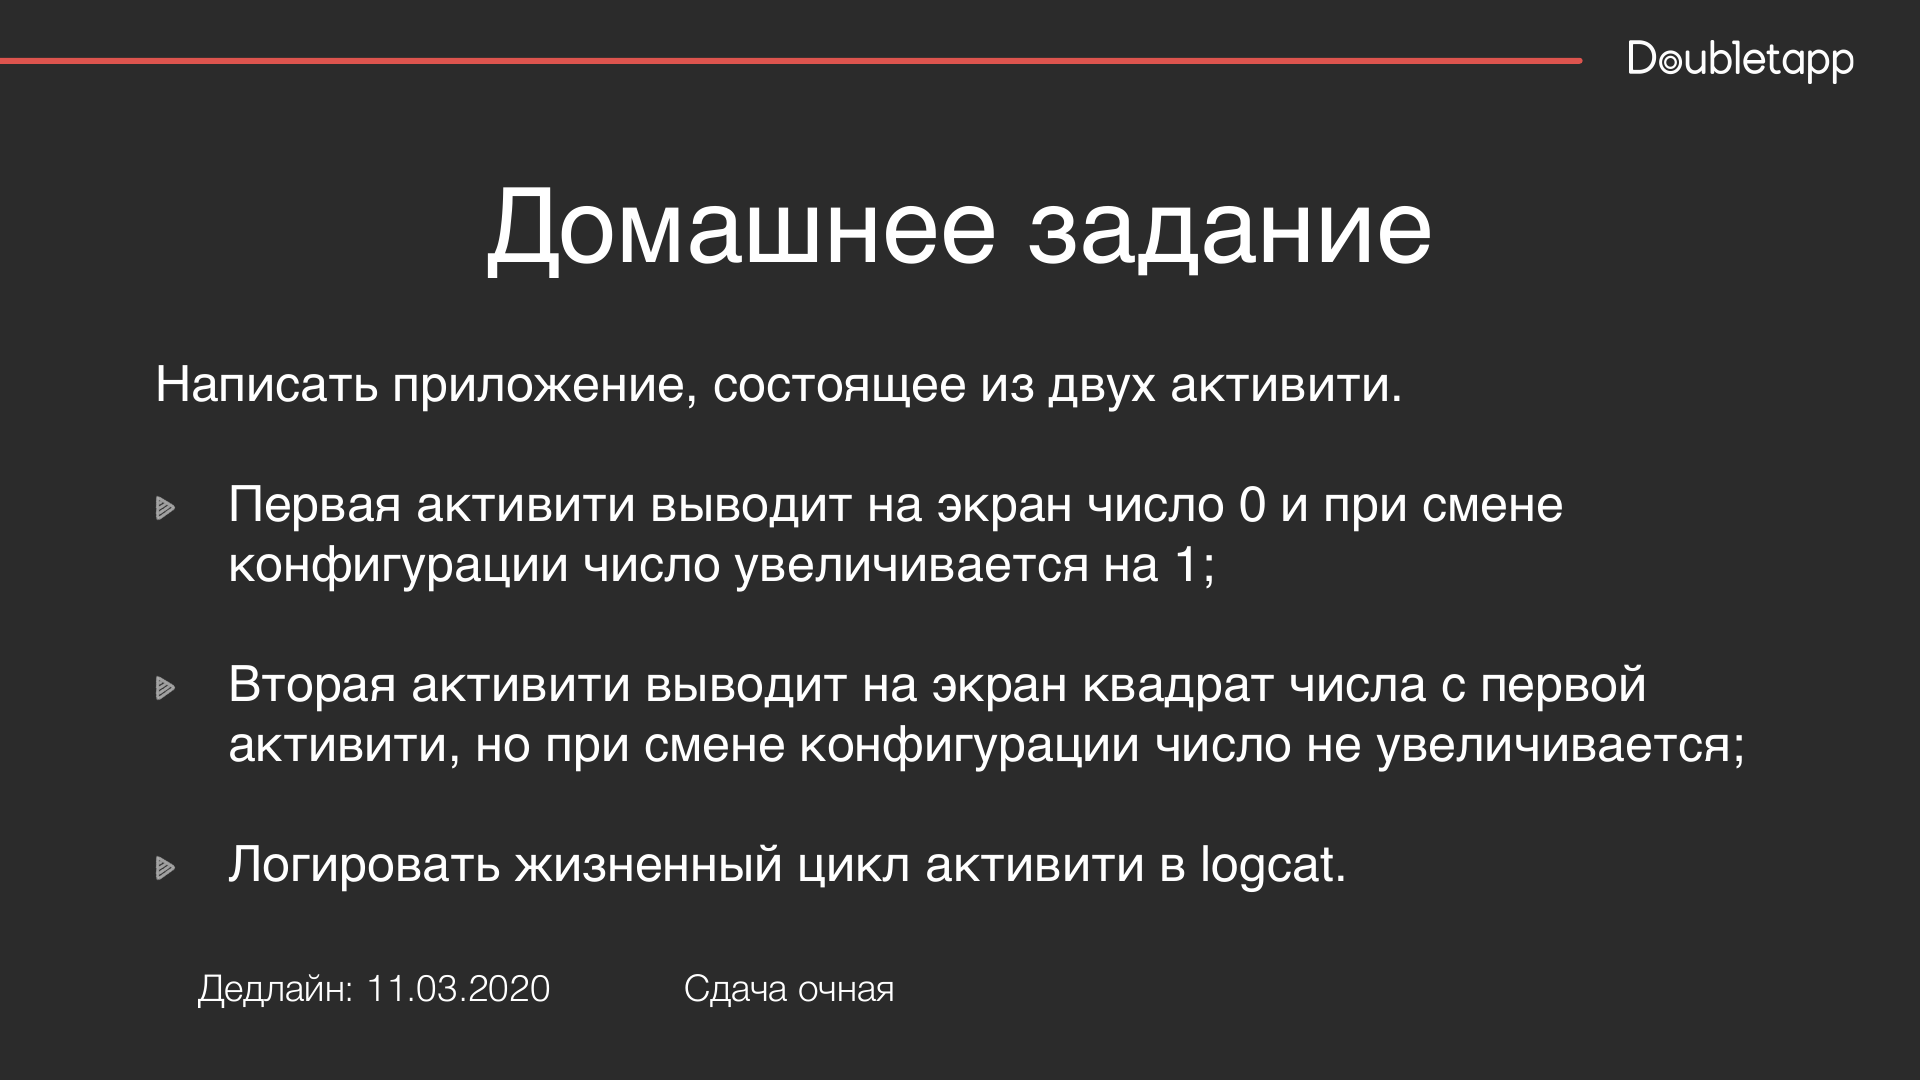 Doubletapp
Домашнее задание
Написать приложение, состоящее из двух активити.
Первая активити выводит на экран число 0 и при смене
конфигурации число увеличивается на 1;
Вторая активити выводит на экран квадрат числа с первой
активити, но при смене конфигурации число не увеличивается;
Логировать жизненный цикл активити в logcat.
Дедлайн: 11.03.2020 Сдача очная